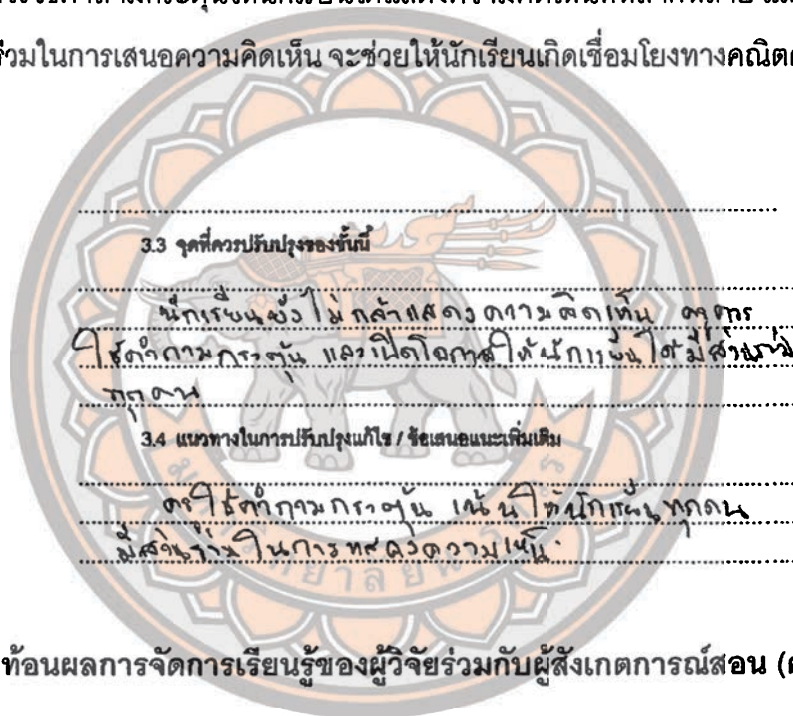 ร่วมในการเสนอความคิดเห็น จะช่วยให้นักเรียนเกิดเชื่อมโยงทางคณิต
3.3 จุดที่ควรปรับปรุงของขั้นนี้
นักเรียนยังไม่กล้าแสดงความคิดเห็น ครูควร
ใช้คำถามกระตุ้น และเปิดโอกาสให้นักเรียนได้มีส่วนร่วม
ทุกคน
3.4 แนวทางในการปรับปรุงแก้ไข / ข้อเสนอแนะเพิ่มเติม
ครูใช้คำถามกระตุ้น เน้นให้นักเรียนทุกคน
มีส่วนร่วมในการแสดงความเห็น
ท้อนผลการจัดการเรียนรู้ของผู้วิจัยร่วมกับผู้สังเกตการณ์สอน